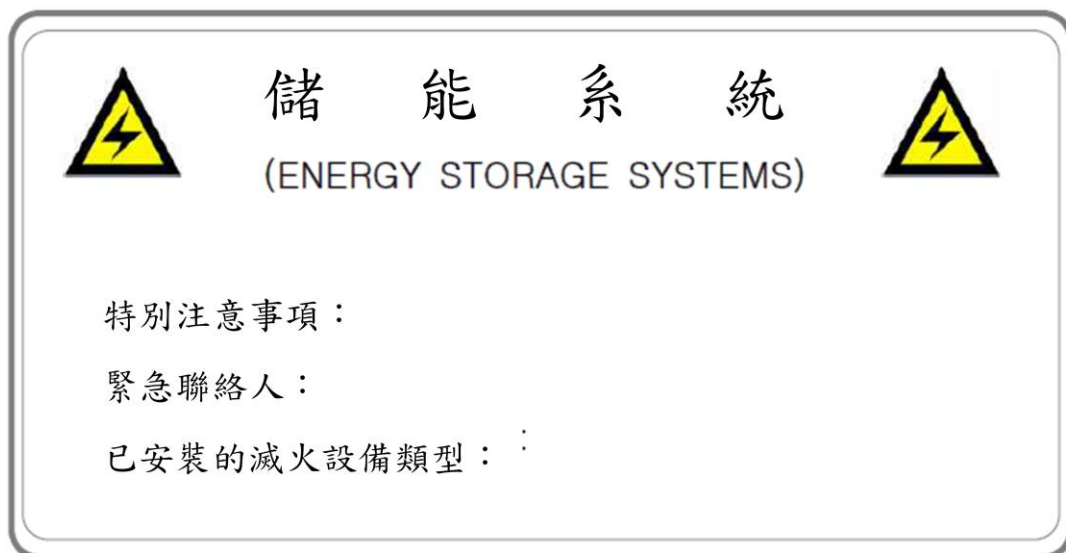 儲能系統
(ENERGY STORAGE SYSTEMS)
特別注意事項：
緊急聯絡人：
已安裝的滅火設備類型： :